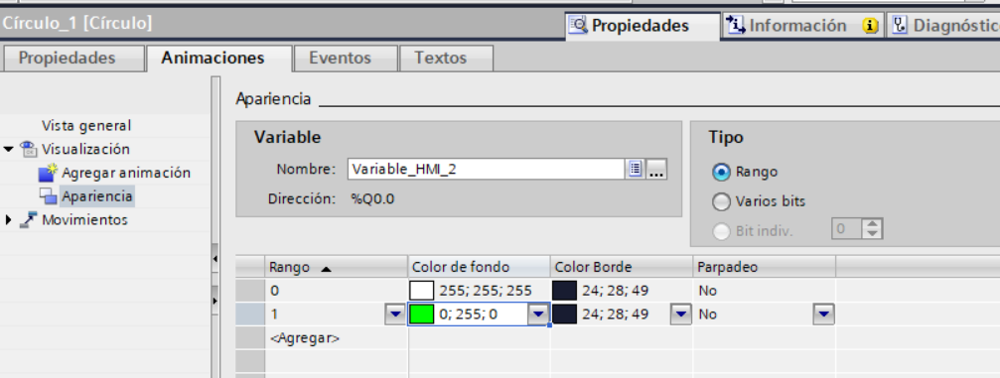 Círculo_1 [Círculo]
Propiedades
Información
Diagnóstic
Propiedades
Animaciones
Eventos
Textos
Apariencia
Vista general
Visualización
Agregar animación
Apariencia
Movimientos
Variable
Nombre: Variable_HMI_2
...
Dirección: %Q0.0
Tipo
Rango
Varios bits
Bit indiv. 0
Rango Color de fondo Color Borde Parpadeo
0 255; 255; 255 24; 28; 49 No
1 0; 255; 0 24; 28; 49 No
<Agregar>